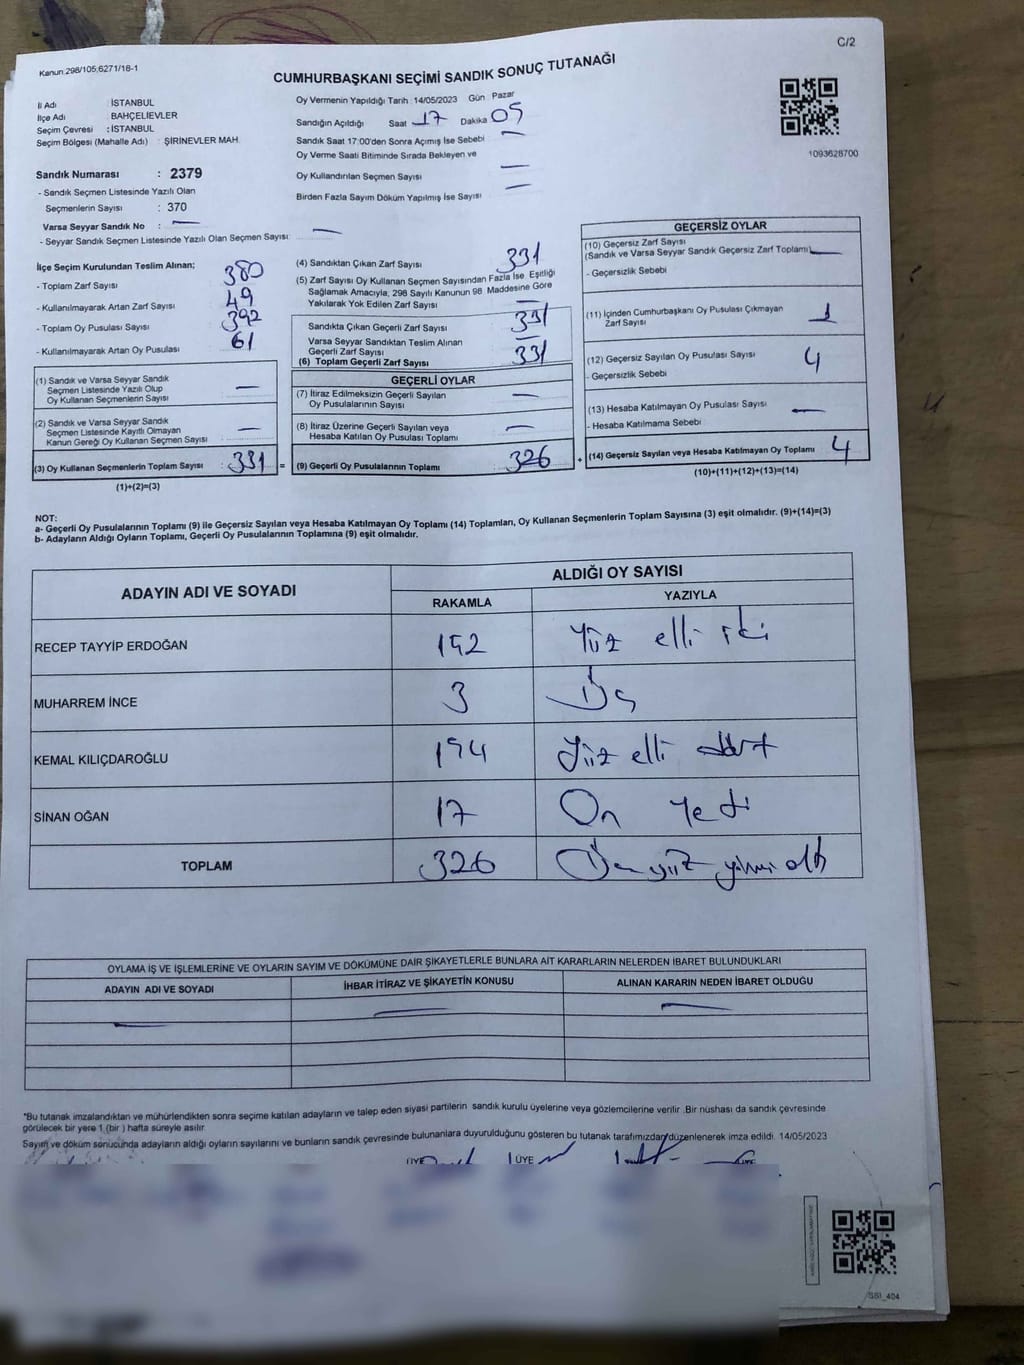 C/2
Kanun:298/105,6271/18-1
CUMHURBAŞKANI SEÇİMİ SANDIK SONUÇ TUTANAĞI
İl Adı : İSTANBUL
İlçe Adı : BAHÇELİEVLER
Seçim Çevresi : İSTANBUL
Seçim Bölgesi (Mahalle Adı) : ŞİRİNEVLER MAH.
Sandık Numarası : 2379
- Sandık Seçmen Listesinde Yazılı Olan
Seçmenlerin Sayısı : 370
Varsa Seyyar Sandık No : —
- Seyyar Sandık Seçmen Listesinde Yazılı Olan Seçmen Sayısı: —
Oy Vermenin Yapıldığı Tarih :14/05/2023 Gün Pazar
Sandığın Açıldığı Saat 17 Dakika 05
Sandık Saat 17:00'den Sonra Açımış İse Sebebi —
Oy Verme Saati Bitiminde Sırada Bekleyen ve
Oy Kullandırılan Seçmen Sayısı —
Birden Fazla Sayım Döküm Yapılmış İse Sayısı —
1093628700
İlçe Seçim Kurulundan Teslim Alınan;
- Toplam Zarf Sayısı 380
- Kullanılmayarak Artan Zarf Sayısı 49
- Toplam Oy Pusulası Sayısı 392
- Kullanılmayarak Artan Oy Pusulası 61
(1) Sandık ve Varsa Seyyar Sandık
Seçmen Listesinde Yazılı Olup
Oy Kullanan Seçmenlerin Sayısı —
(2) Sandık ve Varsa Seyyar Sandık
Seçmen Listesinde Kayıtlı Olmayan
Kanun Gereği Oy Kullanan Seçmen Sayısı —
(3) Oy Kullanan Seçmenlerin Toplam Sayısı : 331 =
(1)+(2)=(3)
(4) Sandıktan Çıkan Zarf Sayısı 331
(5) Zarf Sayısı Oy Kullanan Seçmen Sayısından Fazla İse, Eşitliği
Sağlamak Amacıyla, 298 Sayılı Kanunun 98 Maddesine Göre
Yakılarak Yok Edilen Zarf Sayısı —
Sandıkta Çıkan Geçerli Zarf Sayısı 331
Varsa Seyyar Sandıktan Teslim Alınan
Geçerli Zarf Sayısı
(6) Toplam Geçerli Zarf Sayısı 331
GEÇERLİ OYLAR
(7) İtiraz Edilmeksizin Geçerli Sayılan
Oy Pusulalarının Sayısı —
(8) İtiraz Üzerine Geçerli Sayılan veya
Hesaba Katılan Oy Pusulası Toplamı —
(9) Geçerli Oy Pusulalarının Toplamı 326 +
GEÇERSİZ OYLAR
(10) Geçersiz Zarf Sayısı
(Sandık ve Varsa Seyyar Sandık Geçersiz Zarf Toplamı) —
- Geçersizlik Sebebi
(11) İçinden Cumhurbaşkanı Oy Pusulası Çıkmayan
Zarf Sayısı 1
(12) Geçersiz Sayılan Oy Pusulası Sayısı 4
- Geçersizlik Sebebi
(13) Hesaba Katılmayan Oy Pusulası Sayısı —
- Hesaba Katılmama Sebebi
(14) Geçersiz Sayılan veya Hesaba Katılmayan Oy Toplamı 4
(10)+(11)+(12)+(13)=(14)
NOT:
a- Geçerli Oy Pusulalarının Toplamı (9) ile Geçersiz Sayılan veya Hesaba Katılmayan Oy Toplamı (14) Toplamları, Oy Kullanan Seçmenlerin Toplam Sayısına (3) eşit olmalıdır. (9)+(14)=(3)
b- Adayların Aldığı Oyların Toplamı, Geçerli Oy Pusulalarının Toplamına (9) eşit olmalıdır.
ADAYIN ADI VE SOYADI ALDIĞI OY SAYISI
RAKAMLA YAZIYLA
RECEP TAYYİP ERDOĞAN 152 Yüz elli iki
MUHARREM İNCE 3 Üç
KEMAL KILIÇDAROĞLU 154 Yüz elli dört
SİNAN OĞAN 17 On Yedi
TOPLAM 326 Üçyüz yirmi altı
OYLAMA İŞ VE İŞLEMLERİNE VE OYLARIN SAYIM VE DÖKÜMÜNE DAİR ŞİKAYETLERLE BUNLARA AİT KARARLARIN NELERDEN İBARET BULUNDUKLARI
ADAYIN ADI VE SOYADI İHBAR İTİRAZ VE ŞİKAYETİN KONUSU ALINAN KARARIN NEDEN İBARET OLDUĞU
— — —
*Bu tutanak imzalandıktan ve mühürlendikten sonra seçime katılan adayların ve talep eden siyasi partilerin sandık kurulu üyelerine veya gözlemcilerine verilir .Bir nushası da sandık çevresinde
görülecek bir yere 1 (bir ) hafta süreyle asılır.
Sayım ve döküm sonucunda adayların aldığı oyların sayılarını ve bunların sandık çevresinde bulunanlara duyurulduğunu gösteren bu tutanak tarafımızdan düzenlenerek imza edildi. 14/05/2023
ÜYE ÜYE
SSI_404